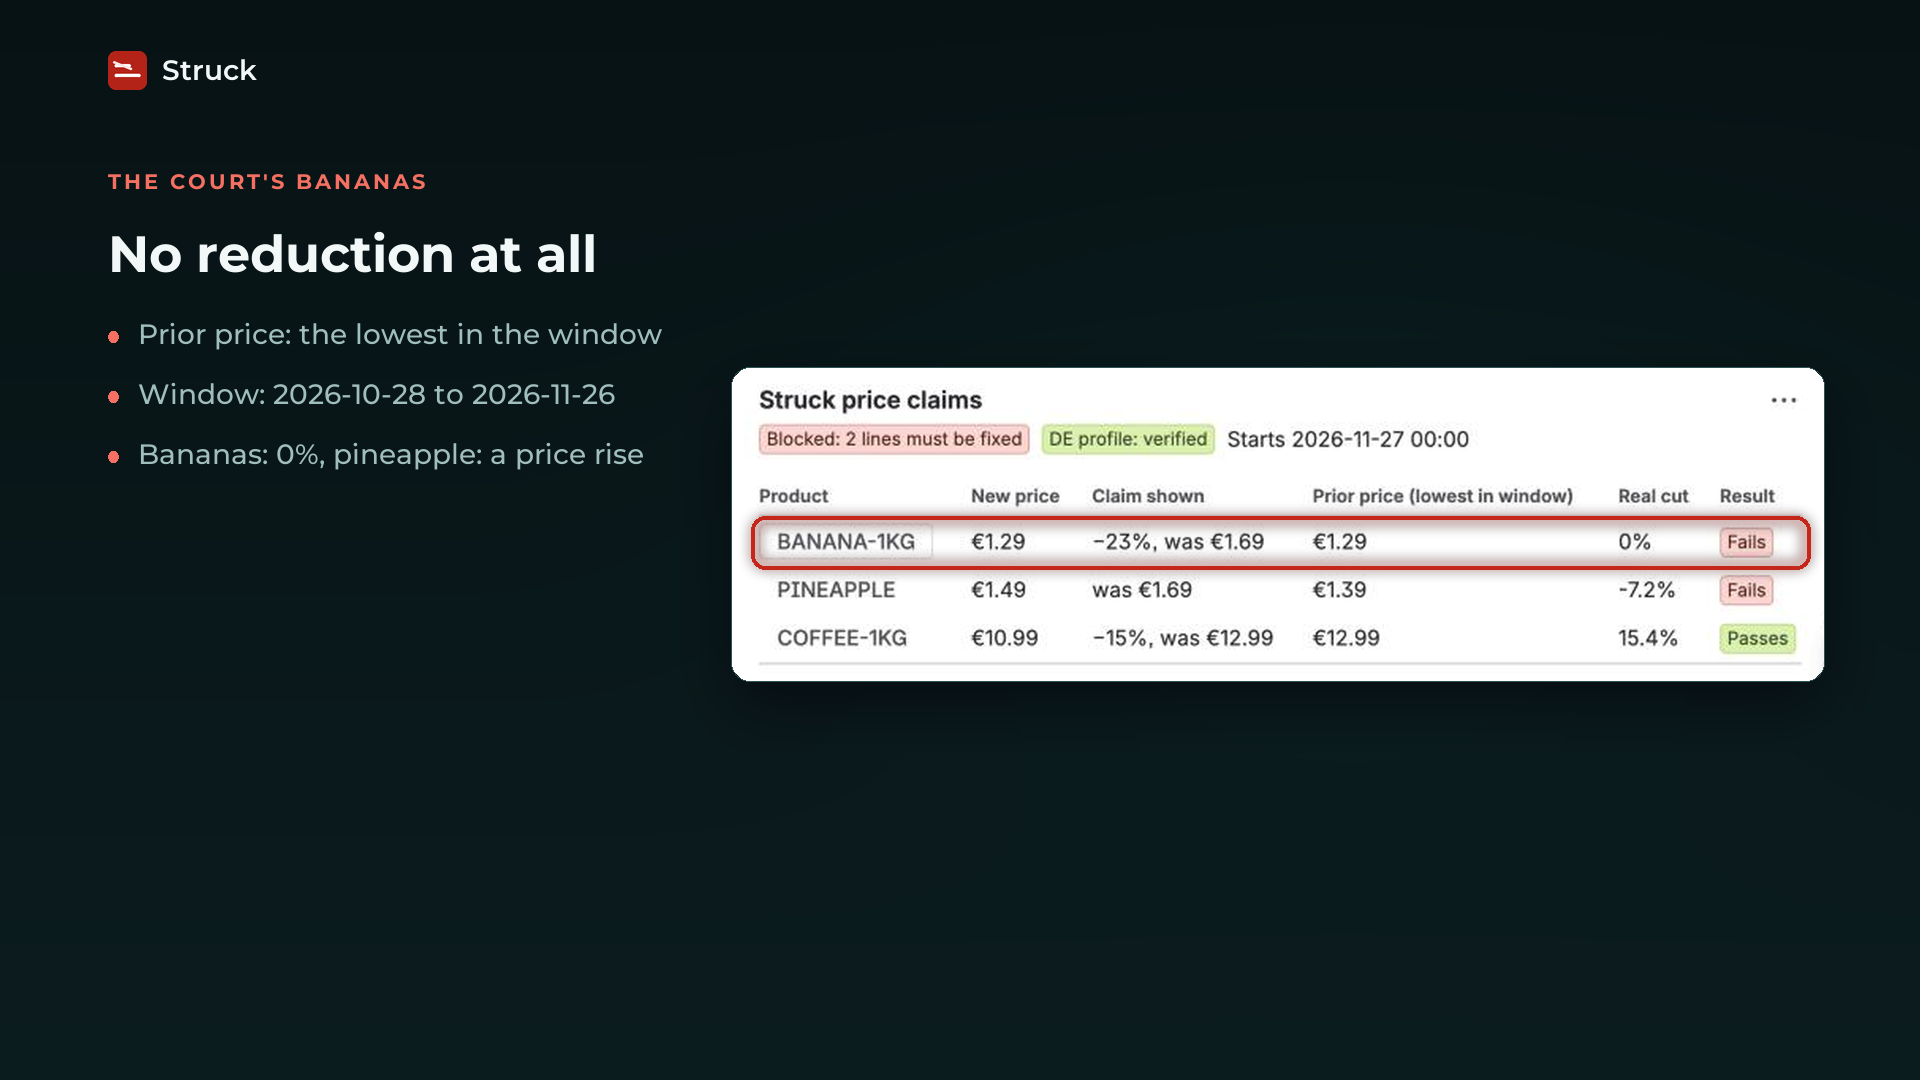 Struck
THE COURT'S BANANAS
No reduction at all
Prior price: the lowest in the window
Window: 2026-10-28 to 2026-11-26
Bananas: 0%, pineapple: a price rise
Struck price claims
Blocked: 2 lines must be fixed DE profile: verified Starts 2026-11-27 00:00
Product New price Claim shown Prior price (lowest in window) Real cut Result
BANANA-1KG €1.29 −23%, was €1.69 €1.29 0% Fails
PINEAPPLE €1.49 was €1.69 €1.39 -7.2% Fails
COFFEE-1KG €10.99 −15%, was €12.99 €12.99 15.4% Passes